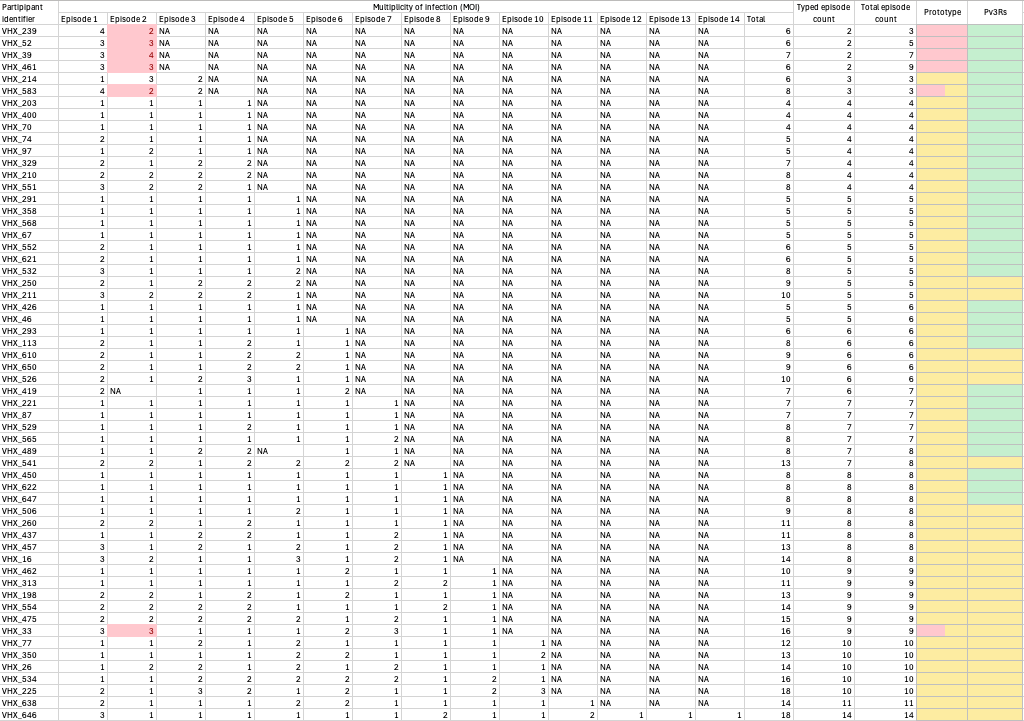 Partipipant Multiplicity of infection (MOI) Typed episode Total episode Prototype Pv3Rs
identifier Episode 1 Episode 2 Episode 3 Episode 4 Episode 5 Episode 6 Episode 7 Episode 8 Episode 9 Episode 10 Episode 11 Episode 12 Episode 13 Episode 14 Total count count
VHX_239 4 2 NA NA NA NA NA NA NA NA NA NA NA NA 6 2 3
VHX_52 3 3 NA NA NA NA NA NA NA NA NA NA NA NA 6 2 5
VHX_39 3 4 NA NA NA NA NA NA NA NA NA NA NA NA 7 2 7
VHX_461 3 3 NA NA NA NA NA NA NA NA NA NA NA NA 6 2 9
VHX_214 1 3 2 NA NA NA NA NA NA NA NA NA NA NA 6 3 3
VHX_583 4 2 2 NA NA NA NA NA NA NA NA NA NA NA 8 3 3
VHX_203 1 1 1 1 NA NA NA NA NA NA NA NA NA NA 4 4 4
VHX_400 1 1 1 1 NA NA NA NA NA NA NA NA NA NA 4 4 4
VHX_70 1 1 1 1 NA NA NA NA NA NA NA NA NA NA 4 4 4
VHX_74 2 1 1 1 NA NA NA NA NA NA NA NA NA NA 5 4 4
VHX_97 1 2 1 1 NA NA NA NA NA NA NA NA NA NA 5 4 4
VHX_329 2 1 2 2 NA NA NA NA NA NA NA NA NA NA 7 4 4
VHX_210 2 2 2 2 NA NA NA NA NA NA NA NA NA NA 8 4 4
VHX_551 3 2 2 1 NA NA NA NA NA NA NA NA NA NA 8 4 4
VHX_291 1 1 1 1 1 NA NA NA NA NA NA NA NA NA 5 5 5
VHX_358 1 1 1 1 1 NA NA NA NA NA NA NA NA NA 5 5 5
VHX_568 1 1 1 1 1 NA NA NA NA NA NA NA NA NA 5 5 5
VHX_67 1 1 1 1 1 NA NA NA NA NA NA NA NA NA 5 5 5
VHX_552 2 1 1 1 1 NA NA NA NA NA NA NA NA NA 6 5 5
VHX_621 2 1 1 1 1 NA NA NA NA NA NA NA NA NA 6 5 5
VHX_532 3 1 1 1 2 NA NA NA NA NA NA NA NA NA 8 5 5
VHX_250 2 1 2 2 2 NA NA NA NA NA NA NA NA NA 9 5 5
VHX_211 3 2 2 2 1 NA NA NA NA NA NA NA NA NA 10 5 5
VHX_426 1 1 1 1 1 NA NA NA NA NA NA NA NA NA 5 5 6
VHX_46 1 1 1 1 1 NA NA NA NA NA NA NA NA NA 5 5 6
VHX_293 1 1 1 1 1 1 NA NA NA NA NA NA NA NA 6 6 6
VHX_113 2 1 1 2 1 1 NA NA NA NA NA NA NA NA 8 6 6
VHX_610 2 1 1 2 1 2 NA NA NA NA NA NA NA NA 9 6 6
VHX_650 2 1 1 2 2 1 NA NA NA NA NA NA NA NA 9 6 6
VHX_526 2 1 2 3 1 1 NA NA NA NA NA NA NA NA 10 6 6
VHX_419 2 NA 1 1 1 2 NA NA NA NA NA NA NA NA 7 6 7
VHX_221 1 1 1 1 1 1 1 NA NA NA NA NA NA NA 7 7 7
VHX_87 1 1 1 1 1 1 1 NA NA NA NA NA NA NA 7 7 7
VHX_529 1 1 1 2 1 1 1 NA NA NA NA NA NA NA 8 7 7
VHX_565 1 1 1 1 1 1 2 NA NA NA NA NA NA NA 8 7 7
VHX_489 1 1 2 2 NA 1 1 NA NA NA NA NA NA NA 8 7 8
VHX_541 2 2 1 2 2 2 2 NA NA NA NA NA NA NA 13 7 8
VHX_450 1 1 1 1 1 1 1 1 NA NA NA NA NA NA 8 8 8
VHX_622 1 1 1 1 1 1 1 1 NA NA NA NA NA NA 8 8 8
VHX_647 1 1 1 1 1 1 1 1 NA NA NA NA NA NA 8 8 8
VHX_506 1 1 1 1 2 1 1 1 NA NA NA NA NA NA 9 8 8
VHX_260 2 2 1 2 1 1 1 1 NA NA NA NA NA NA 11 8 8
VHX_437 1 1 2 2 1 1 2 1 NA NA NA NA NA NA 11 8 8
VHX_457 3 1 2 2 1 1 2 1 NA NA NA NA NA NA 13 8 8
VHX_16 3 2 1 1 3 1 2 1 NA NA NA NA NA NA 14 8 8
VHX_462 1 1 1 1 1 2 1 1 1 NA NA NA NA NA 10 9 9
VHX_313 1 1 1 1 1 1 2 2 1 NA NA NA NA NA 11 9 9
VHX_198 2 2 1 2 1 2 1 1 1 NA NA NA NA NA 13 9 9
VHX_554 2 2 2 2 1 1 1 2 1 NA NA NA NA NA 14 9 9
VHX_475 2 2 2 2 1 2 2 1 1 NA NA NA NA NA 15 9 9
VHX_33 3 3 1 1 1 2 3 1 1 NA NA NA NA NA 16 9 9
VHX_77 1 1 1 2 1 2 1 1 1 1 NA NA NA NA 12 10 10
VHX_350 1 1 1 2 2 1 1 1 1 2 NA NA NA NA 13 10 10
VHX_26 1 2 2 1 2 2 1 1 1 1 NA NA NA NA 14 10 10
VHX_534 1 1 2 2 2 2 2 1 2 1 NA NA NA NA 16 10 10
VHX_225 2 1 3 2 2 1 1 2 1 3 NA NA NA NA 18 10 10
VHX_638 2 1 1 1 2 2 1 1 1 1 1 NA NA NA 14 11 11
VHX_646 3 1 1 1 1 1 1 2 1 1 2 1 1 1 18 14 14